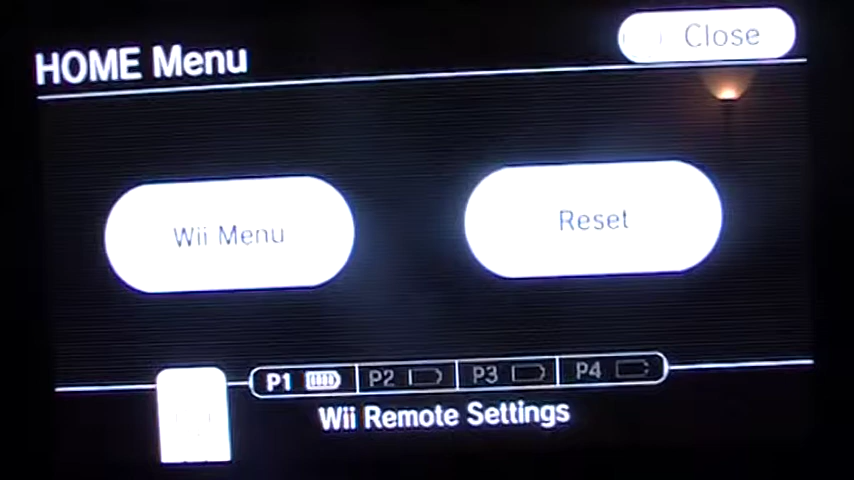 HOME Menu
Close
Wii Menu
Reset
P1 P2 P3 P4
Wii Remote Settings